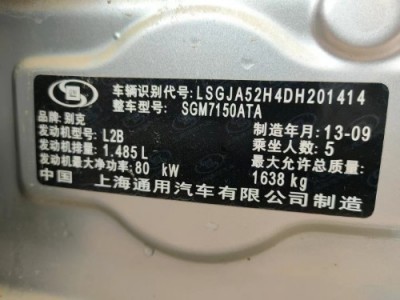 车辆识别代号: LSGJA52H4DH201414
整车型号: SGM7150ATA
品牌: 别克
发动机型号: L2B
制造年月: 13-09
发动机排量: 1.485 L
乘坐人数: 5
发动机最大净功率: 80 kW
最大允许总质量:
1638 kg
中国 上海通用汽车有限公司制造